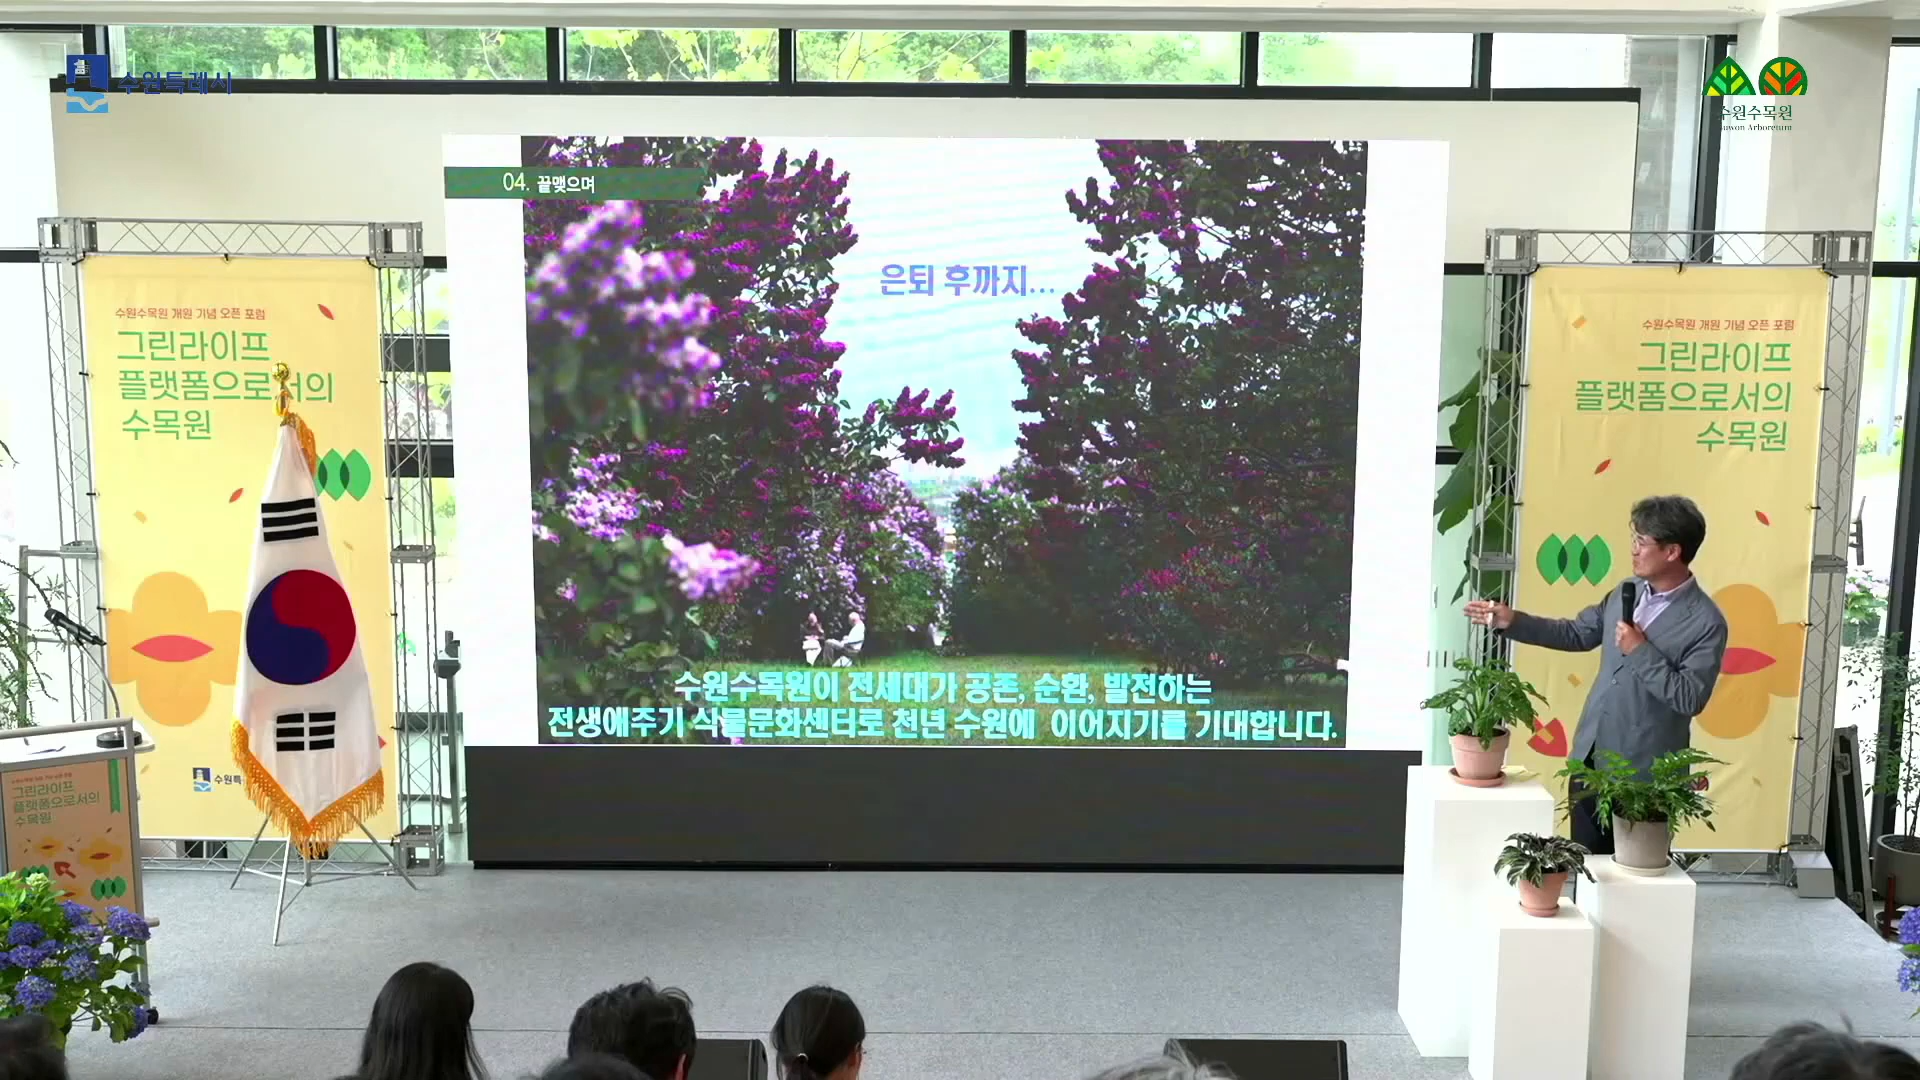 수원특례시
수원수목원
Suwon Arboretum
04. 끝맺으며
은퇴 후까지...
수원수목원이 전세대가 공존, 순환, 발전하는
전생애주기 식물문화센터로 천년 수원에 이어지기를 기대합니다.
수원수목원 개원 기념 오픈 포럼
그린라이프
플랫폼으로서의
수목원
수원특
수원수목원 개원 기념 오픈 포럼
그린라이프
플랫폼으로서의
수목원
그린라이프
플랫폼으로서의
수목원